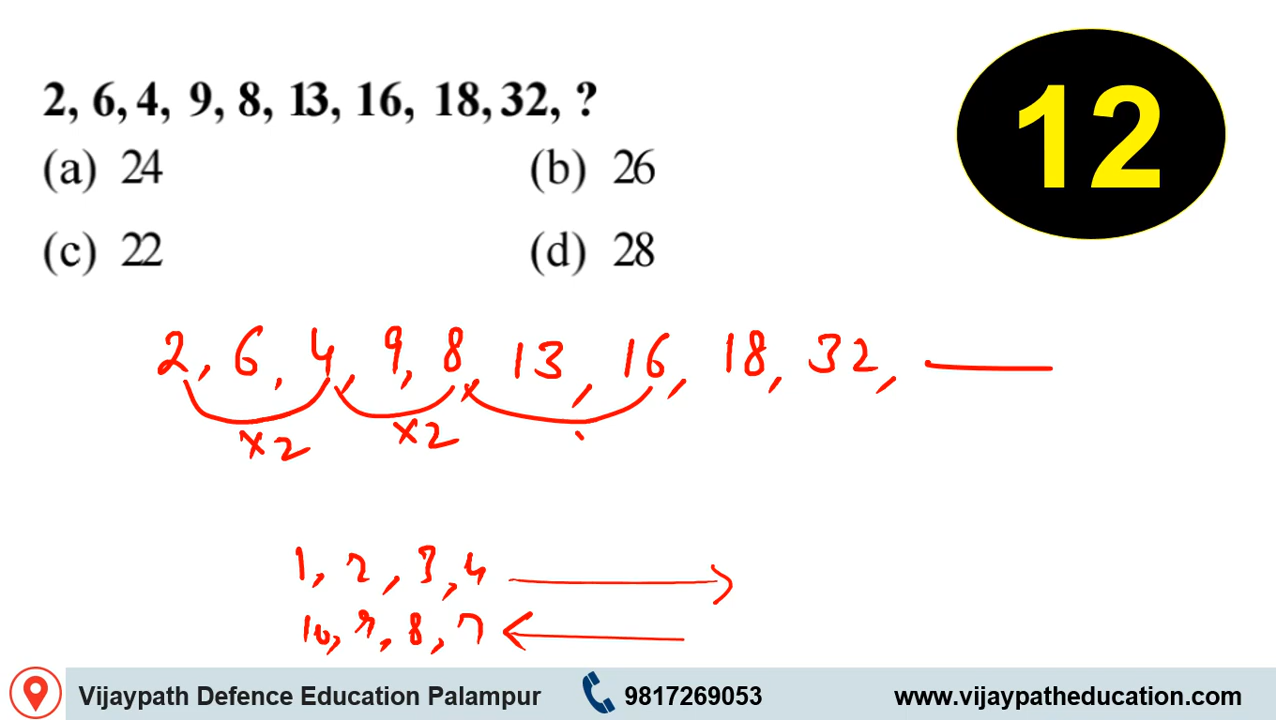 2, 6, 4, 9, 8, 13, 16, 18, 32, ?
12
(a) 24 (b) 26
(c) 22 (d) 28
2, 6, 4, 9, 8, 13, 16, 18, 32,
×2 ×2
1, 2, 3, 4
10, 9, 8, 7
Vijaypath Defence Education Palampur 9817269053 www.vijaypatheducation.com